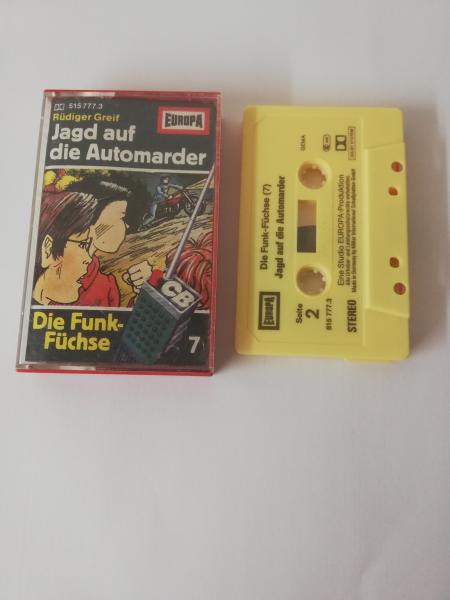 515 777.3
Rüdiger Greif
EUROPA
Jagd auf
die Automarder
CB
Die Funk-
Füchse
7
EUROPA
Die Funk-Füchse (7)
Jagd auf die Automarder
GEMA
Seite
2
515 777.3
STEREO
Eine Studio EUROPA-Produktion